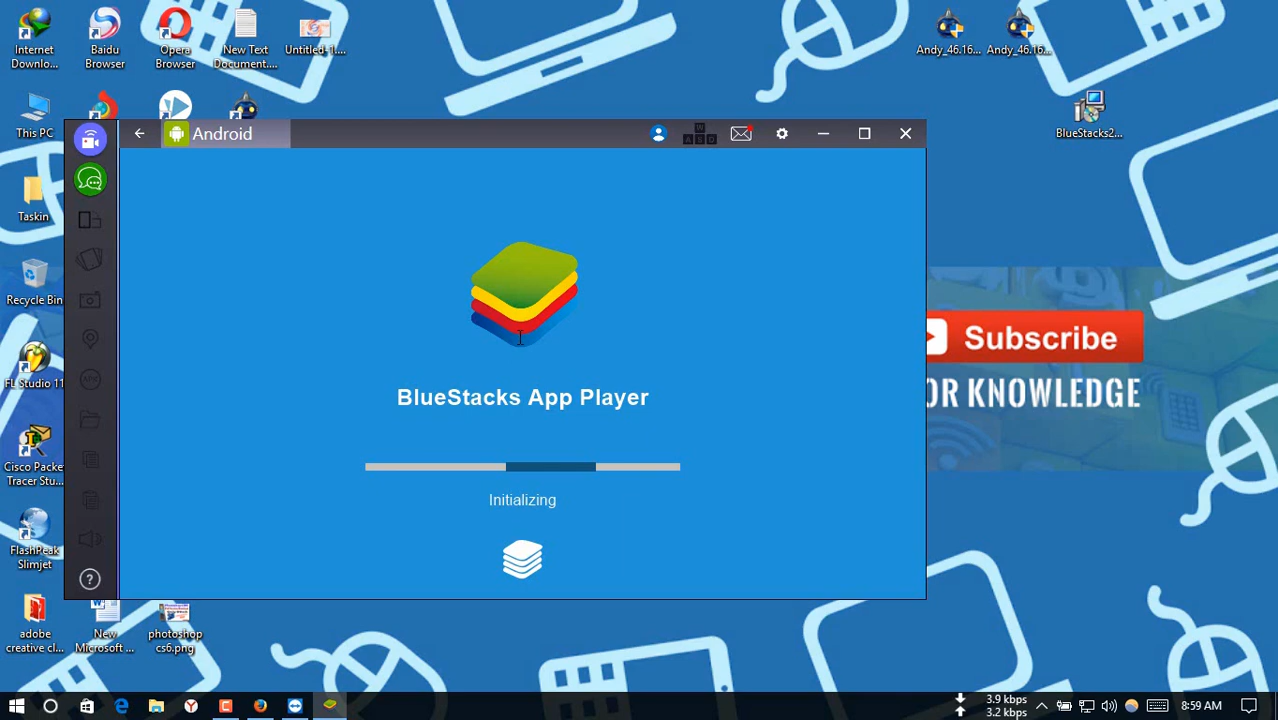 Internet
Downlo...
Baidu
Browser
Opera
Browser
New Text
Document....
Untitled-1....
Andy_46.16...
Andy_46.16...
This PC
BlueStacks2...
Android
W
A S D
Taskin
Recycle Bin
Subscribe
OR KNOWLEDGE
FL Studio 11
BlueStacks App Player
Initializing
Cisco Packet
Tracer Stu...
FlashPeak
Slimjet
?
adobe
creative cl...
New
Microsoft ...
photoshop
cs6.png
3.9 kbps
3.2 kbps
8:59 AM